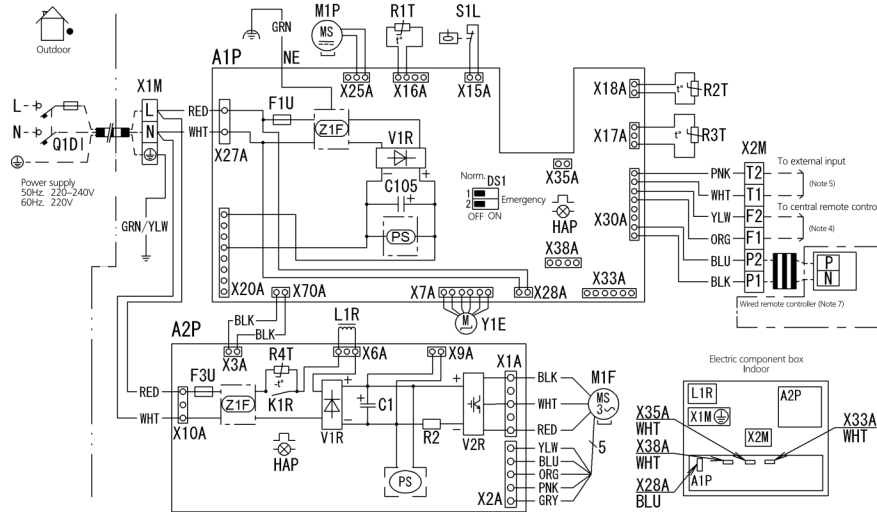 Outdoor
L
N
Q1DI
Power supply
50Hz. 220~240V
60Hz. 220V
X1M
L
N
GRN/YLW
RED
WHT
GRN
NE
A1P
M1P
MS
X25A
R1T
t°
X16A
S1L
X15A
X27A
F1U
Z1F
V1R
C105
PS
X20A
X70A
Norm.
DS1
1
2
Emergency
OFF ON
HAP
X35A
X38A
X7A
M
Y1E
X28A
X33A
X18A
t°
R2T
X17A
t°
R3T
X30A
X2M
PNK
T2
WHT
T1
YLW
F2
ORG
F1
BLU
P2
BLK
P1
To external input
(Note 5)
To central remote contro
(Note 4)
P
N
Wired remote controller (Note 7)
A2P
BLK
BLK
X3A
L1R
X6A
X9A
X1A
RED
WHT
X10A
F3U
Z1F
R4T
-t°
K1R
HAP
V1R
C1
R2
PS
V2R
BLK
WHT
RED
M1F
MS
3~
5
YLW
BLU
ORG
PNK
GRY
X2A
Electric component box
Indoor
L1R
X1M
X2M
A2P
A1P
X35A
WHT
X38A
WHT
X28A
BLU
X33A
WHT